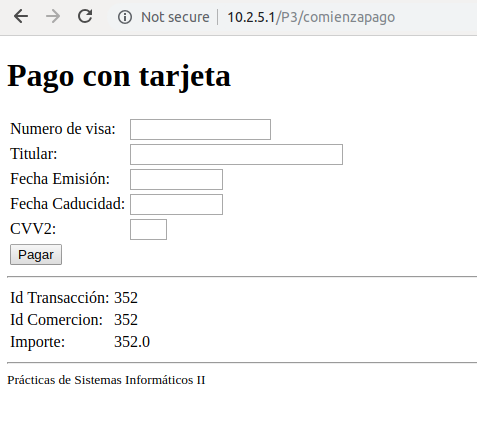 Not secure | 10.2.5.1/P3/comienzapago
Pago con tarjeta
Numero de visa:
Titular:
Fecha Emisión:
Fecha Caducidad:
CVV2:
Pagar
Id Transacción: 352
Id Comercion: 352
Importe: 352.0
Prácticas de Sistemas Informáticos II